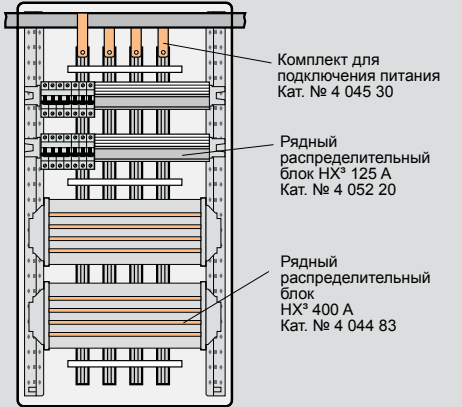 Комплект для
подключения питания
Кат. № 4 045 30
Рядный
распределительный
блок HX³ 125 A
Кат. № 4 052 20
Рядный
распределительный
блок
HX³ 400 A
Кат. № 4 044 83